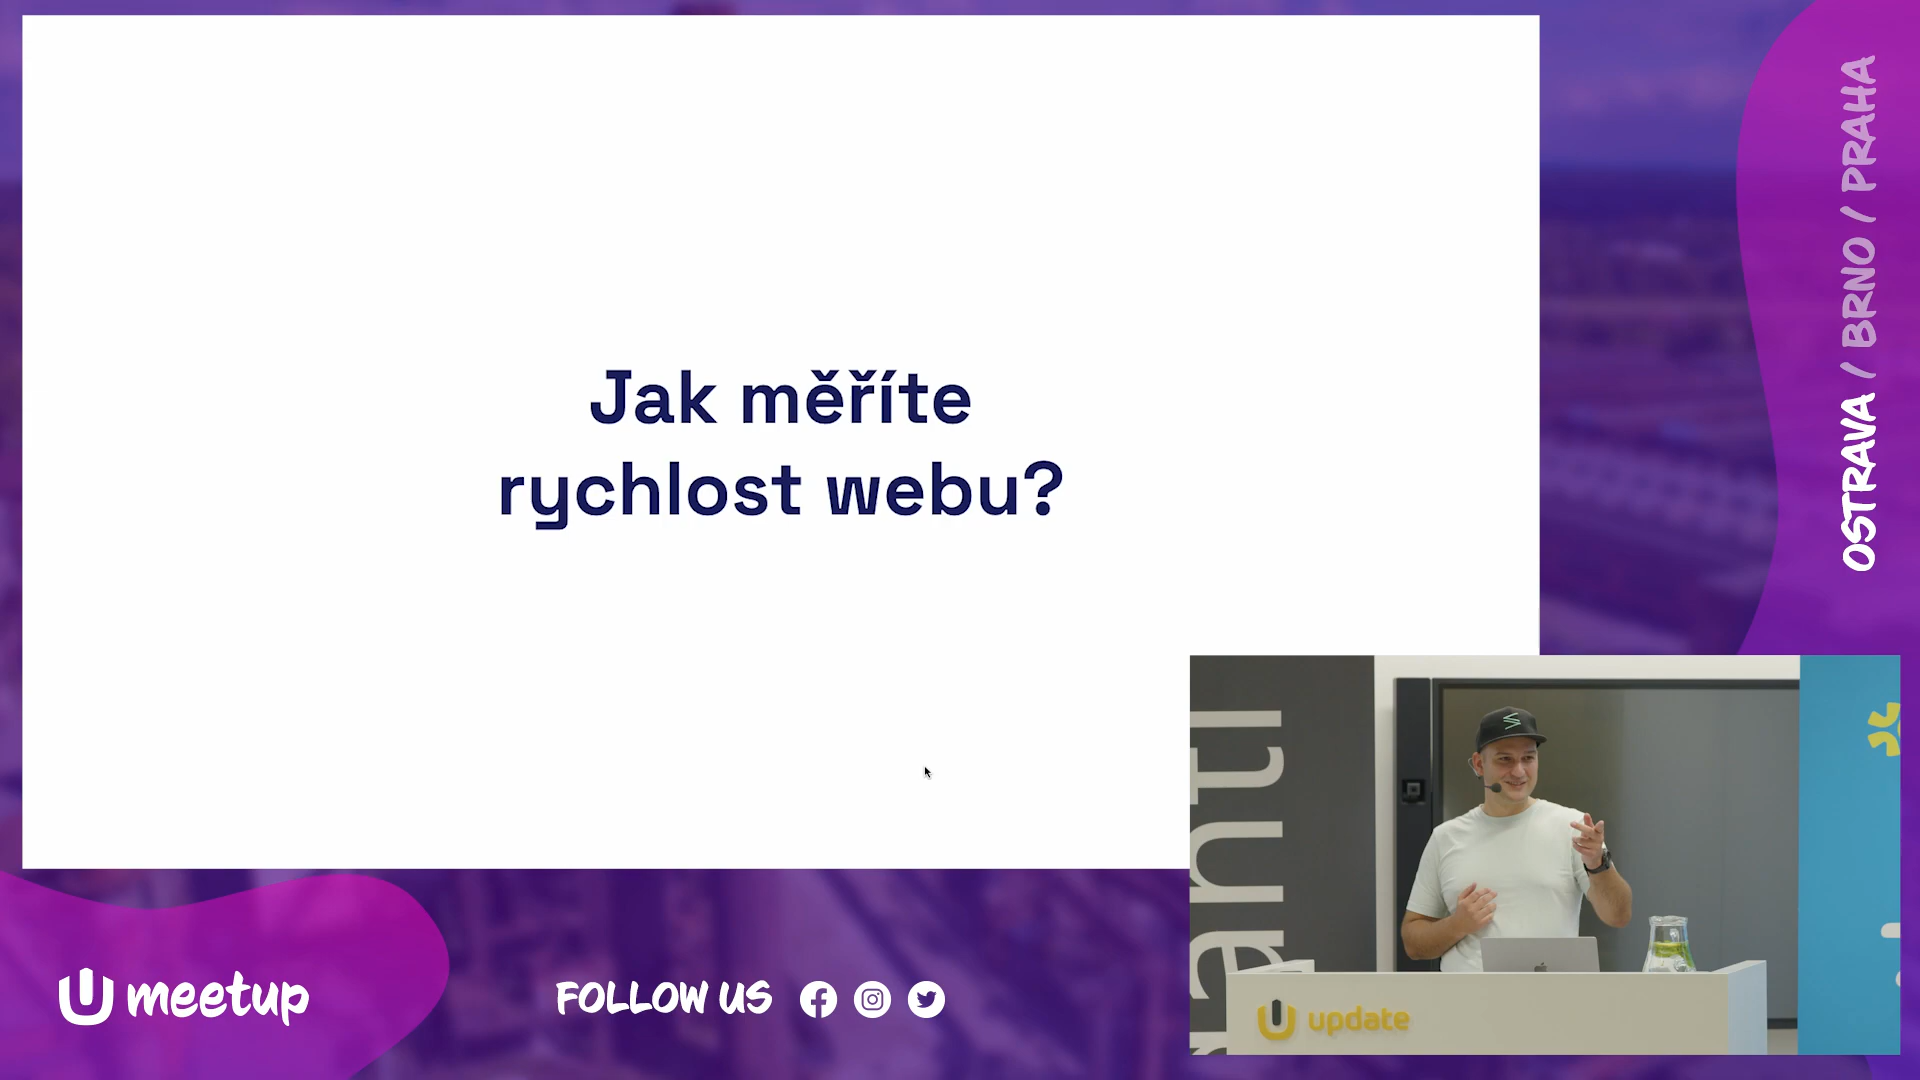 Jak měříte
rychlost webu?
OSTRAVA / BRNO / PRAHA
meetup
FOLLOW US
update